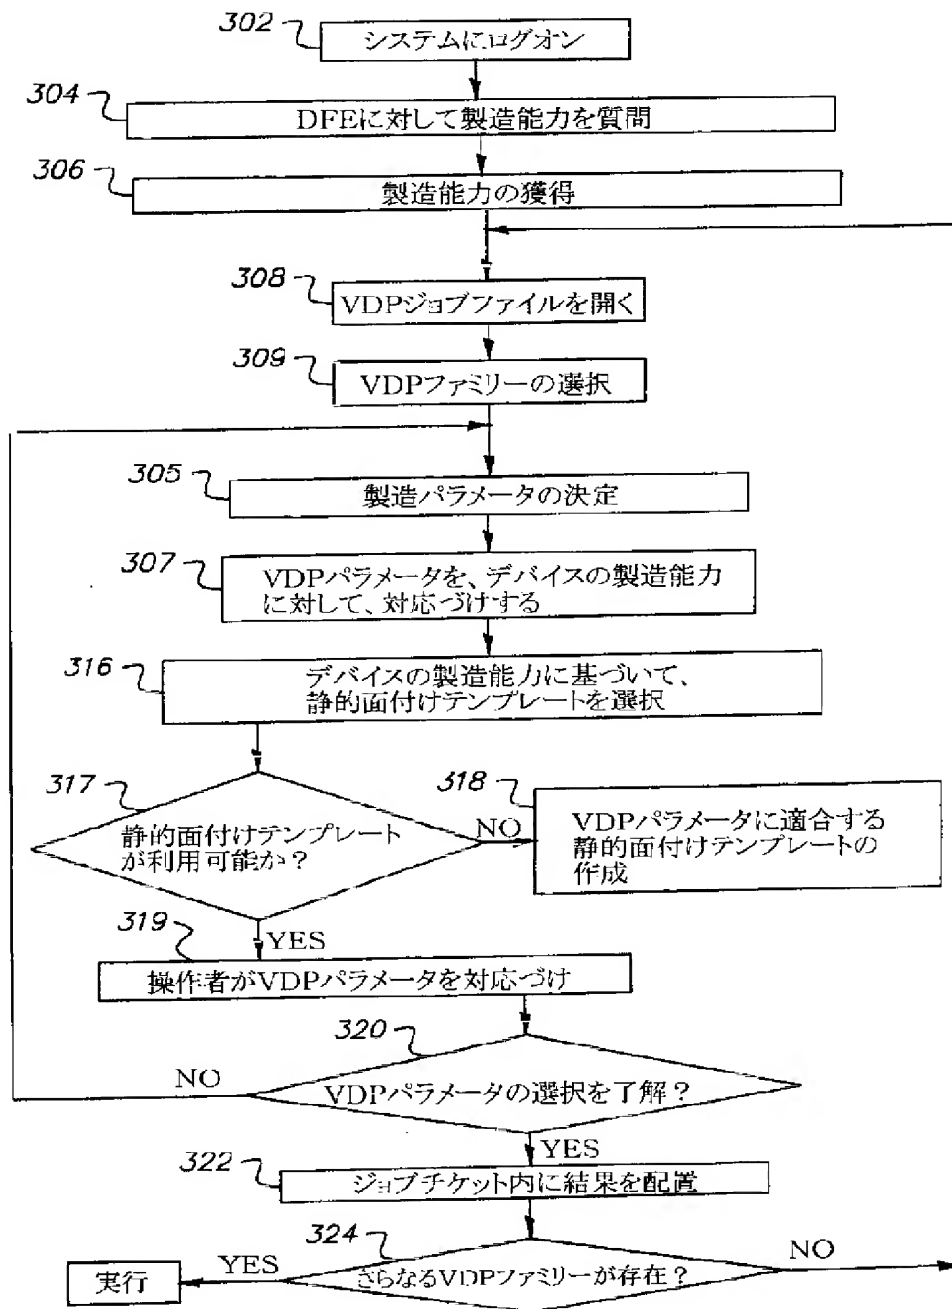 302
システムにログオン
304
DFEに対して製造能力を質問
306
製造能力の獲得
308
VDPジョブファイルを開く
309
VDPファミリーの選択
305
製造パラメータの決定
307
VDPパラメータを、デバイスの製造能力
に対して、対応づけする
316
デバイスの製造能力に基づいて、
静的面付けテンプレートを選択
317
静的面付けテンプレート
が利用可能か？
NO
318
VDPパラメータに適合する
静的面付けテンプレートの
作成
YES
319
操作者がVDPパラメータを対応づけ
320
VDPパラメータの選択を了解？
NO
YES
322
ジョブチケット内に結果を配置
324
さらなるVDPファミリーが存在？
YES
NO
実行